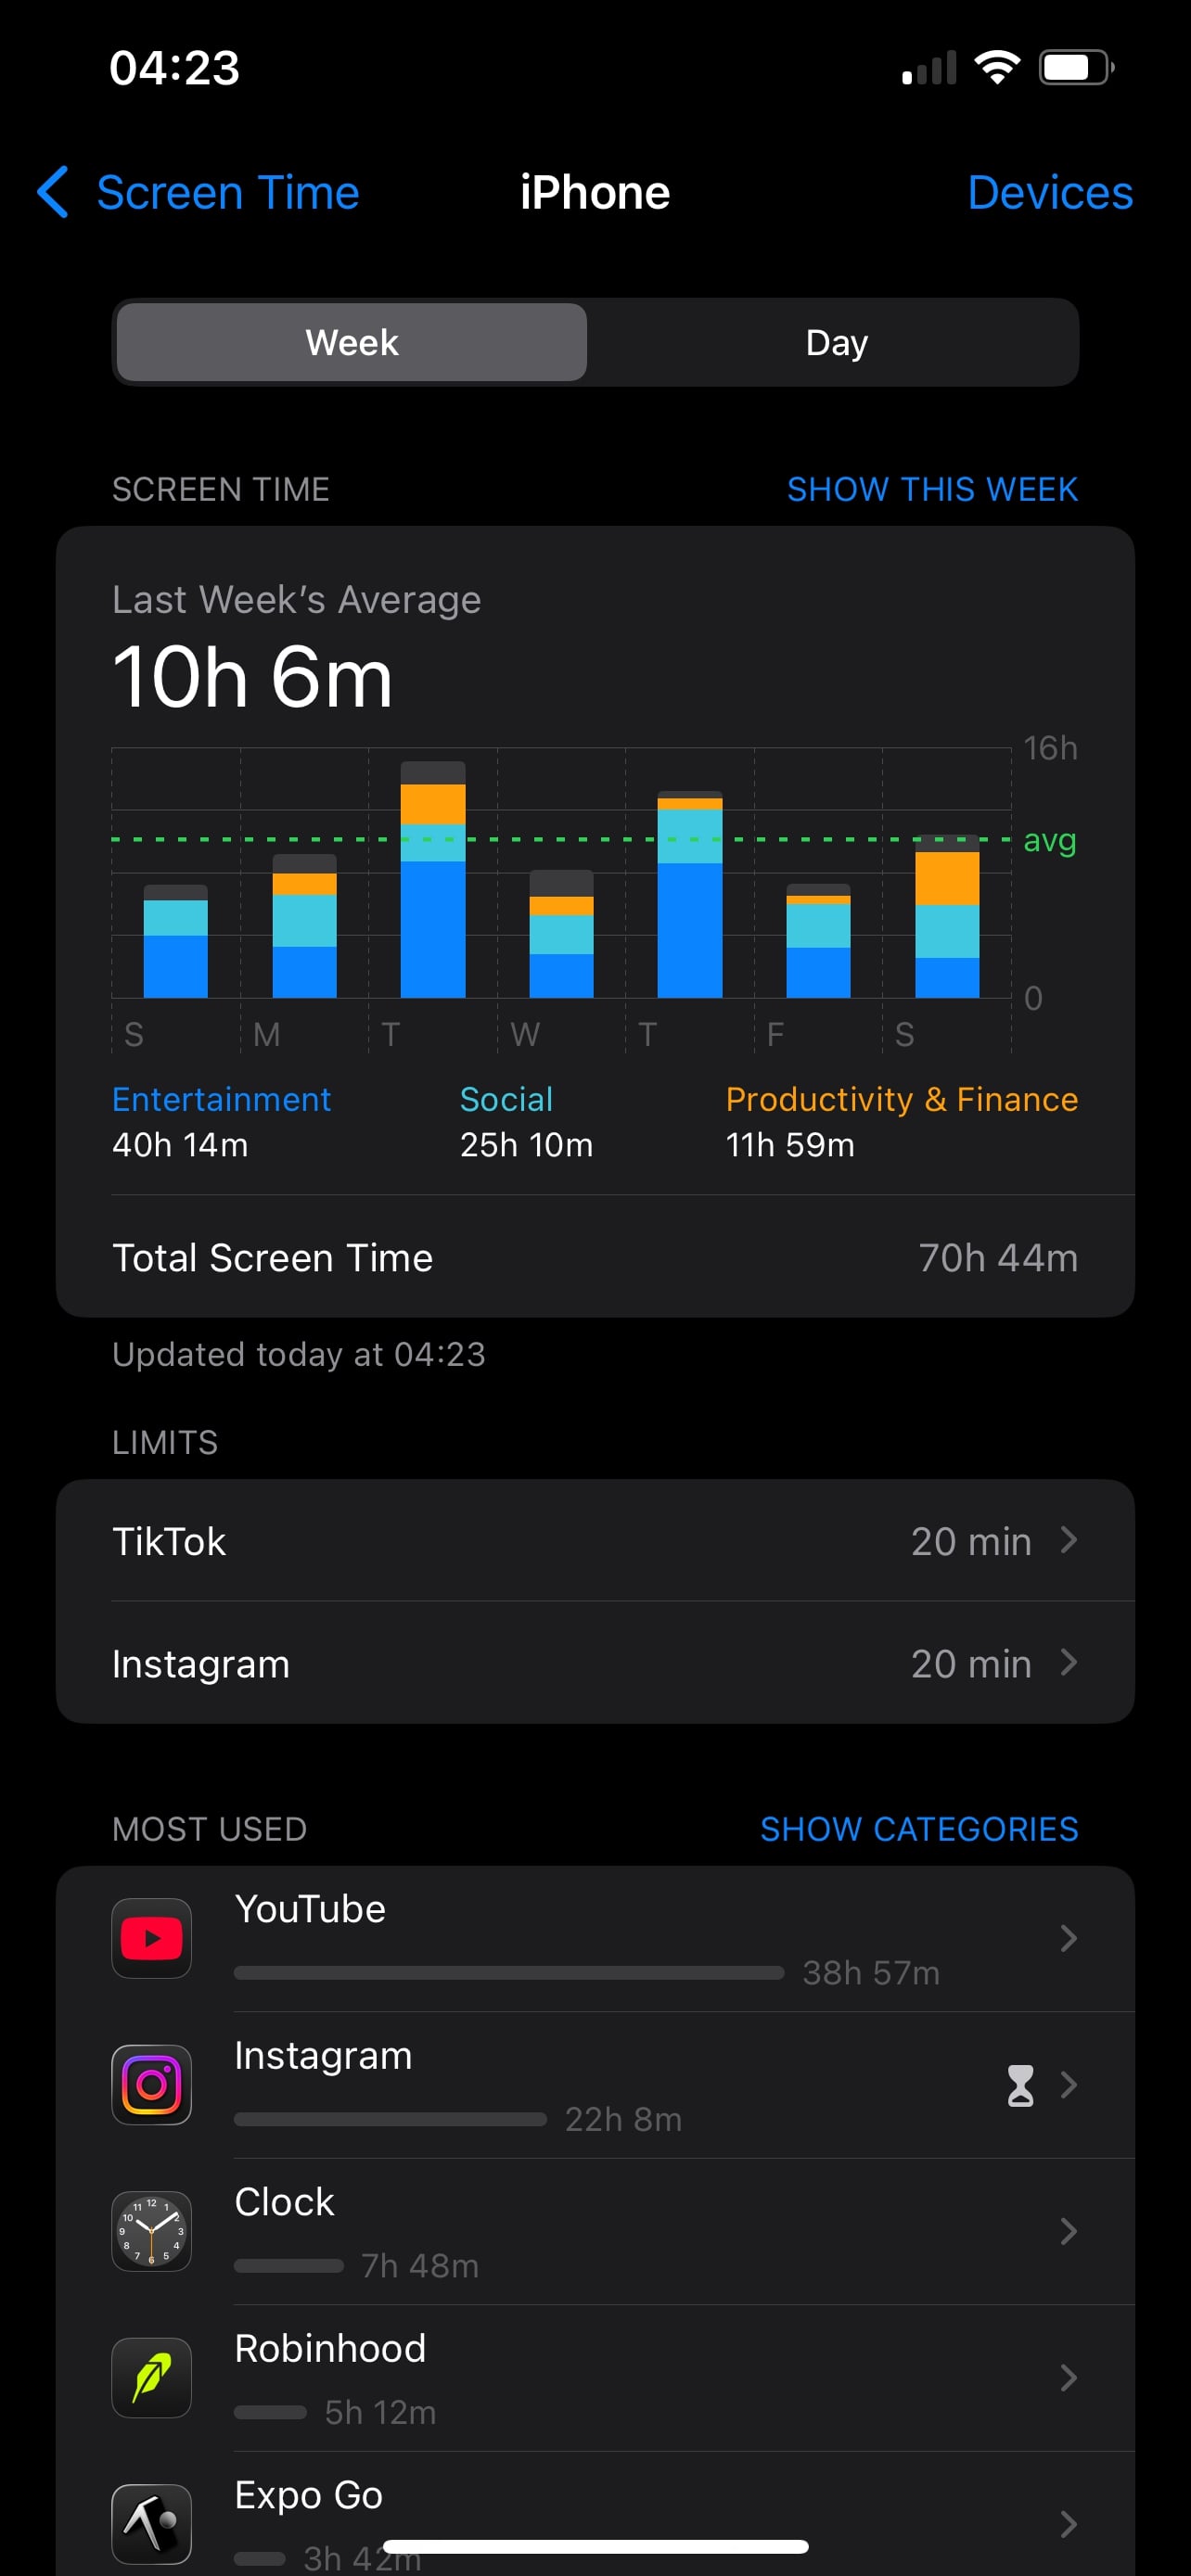 04:23
Screen Time
iPhone
Devices
Week
Day
SCREEN TIME
SHOW THIS WEEK
Last Week’s Average
10h 6m
16h
avg
0
S M T W T F S
Entertainment
Social
Productivity & Finance
40h 14m
25h 10m
11h 59m
Total Screen Time
70h 44m
Updated today at 04:23
LIMITS
TikTok
20 min
Instagram
20 min
MOST USED
SHOW CATEGORIES
YouTube
38h 57m
Instagram
22h 8m
Clock
7h 48m
Robinhood
5h 12m
Expo Go
3h 42m